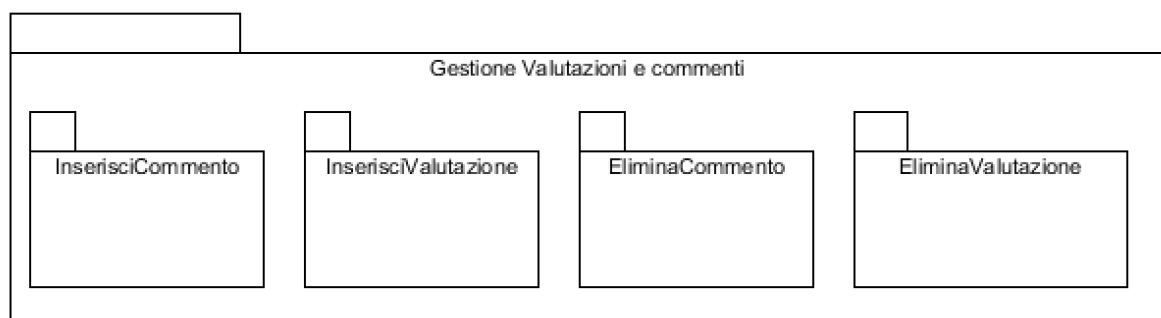 Gestione Valutazioni e commenti
InserisciCommento
InserisciValutazione
EliminaCommento
EliminaValutazione